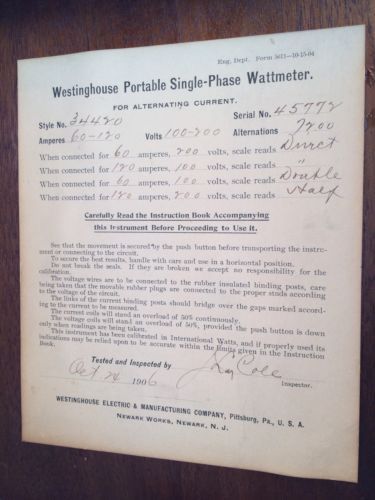 Eng. Dept. Form 3611—10-15-04
Westinghouse Portable Single-Phase Wattmeter.
FOR ALTERNATING CURRENT.
Style No. 34420 Serial No. 45772
Amperes 60-120 Volts 100-200 Alternations 7200
When connected for 60 amperes, 200 volts, scale reads Direct
When connected for 120 amperes, 100 volts, scale reads "
When connected for 60 amperes, 100 volts, scale reads Double
When connected for 120 amperes, 200 volts, scale reads Half
Carefully Read the Instruction Book Accompanying
this Instrument Before Proceeding to Use it.
See that the movement is secured by the push button before transporting the instru-
ment or connecting to the circuit.
To secure the best results, handle with care and use in a horizontal position.
Do not break the seals. If they are broken we accept no responsibility for the
calibration.
The voltage wires are to be connected to the rubber insulated binding posts, care
being taken that the movable rubber plugs are connected to the proper studs according
to the voltage of the circuit.
The links of the current binding posts should bridge over the gaps marked accord-
ing to the current to be measured.
The current coils will stand an overload of 50% continuously.
The voltage coils will stand an overload of 50%, provided the push button is down
only when readings are being taken.
This instrument has been calibrated in International Watts, and if properly used its
indications may be relied upon to be accurate within the limits given in the Instruction
Book.
Tested and Inspected by
Oct 24 1906 Cole
Inspector.
WESTINGHOUSE ELECTRIC & MANUFACTURING COMPANY, Pittsburg, Pa., U. S. A.
NEWARK WORKS, NEWARK, N. J.